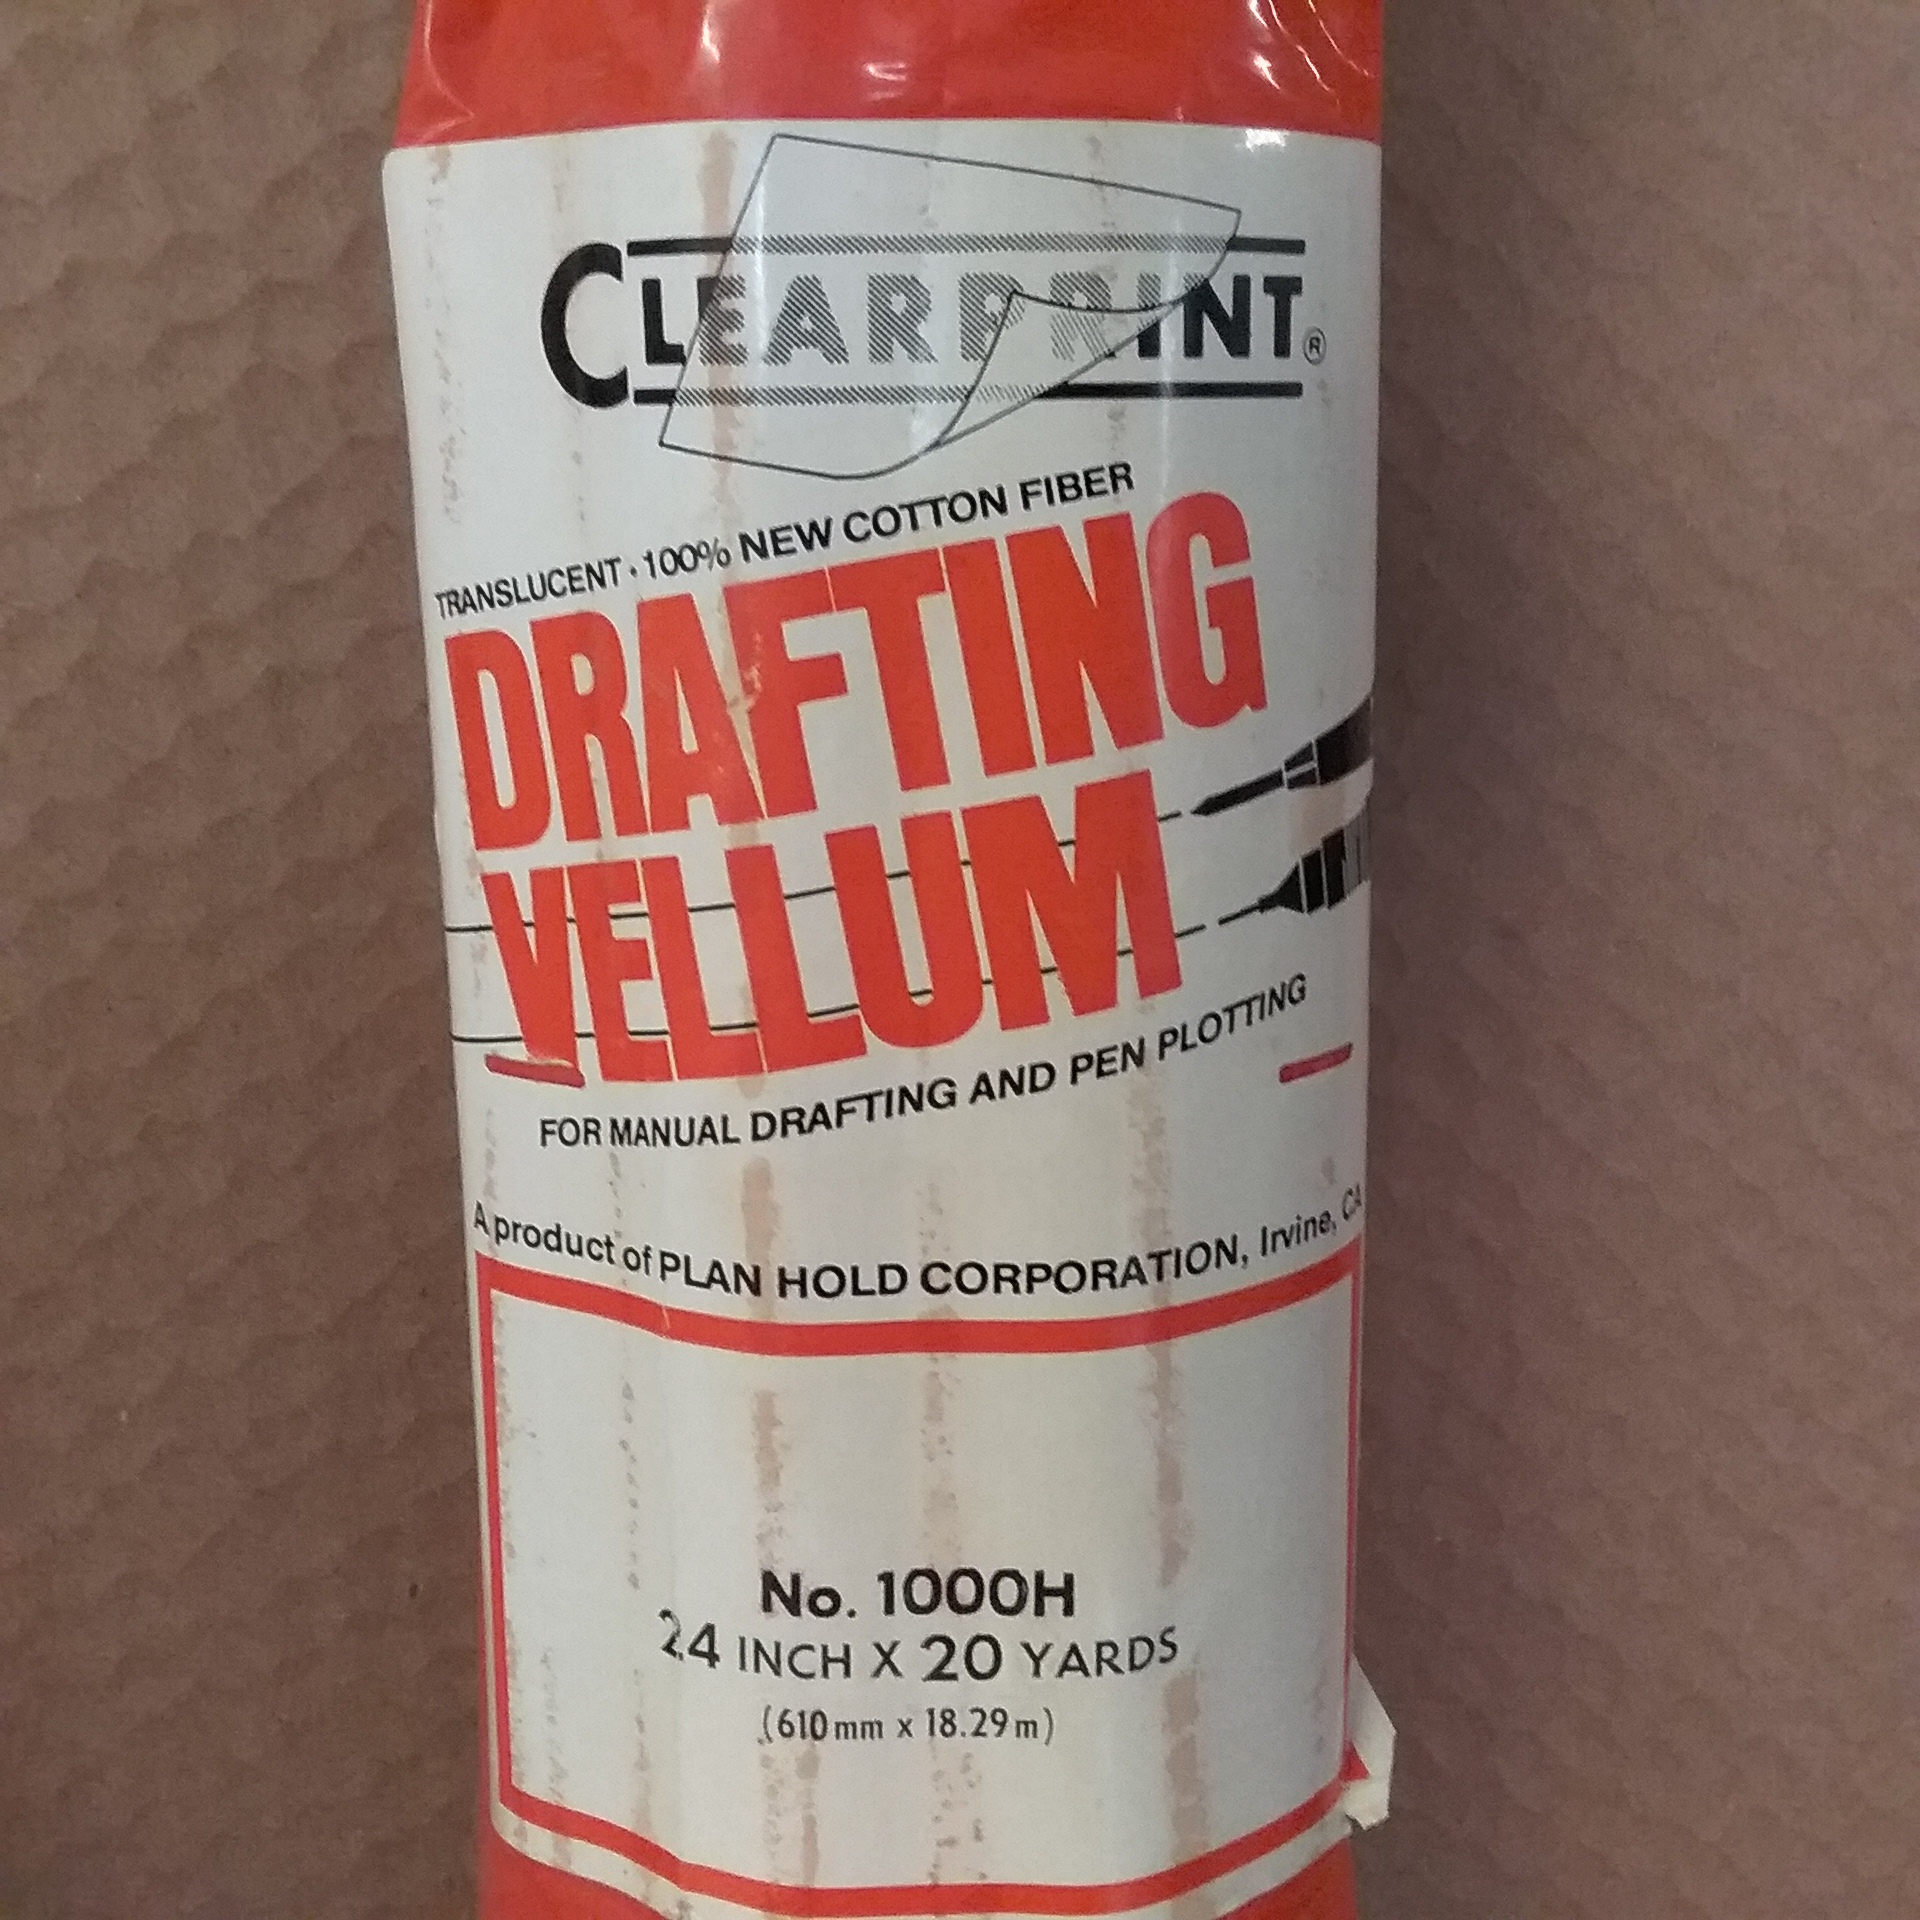 CLEARPRINT®
TRANSLUCENT · 100% NEW COTTON FIBER
DRAFTING
VELLUM
FOR MANUAL DRAFTING AND PEN PLOTTING
A product of PLAN HOLD CORPORATION, Irvine, CA
No. 1000H
24 INCH X 20 YARDS
(610mm x 18.29m)